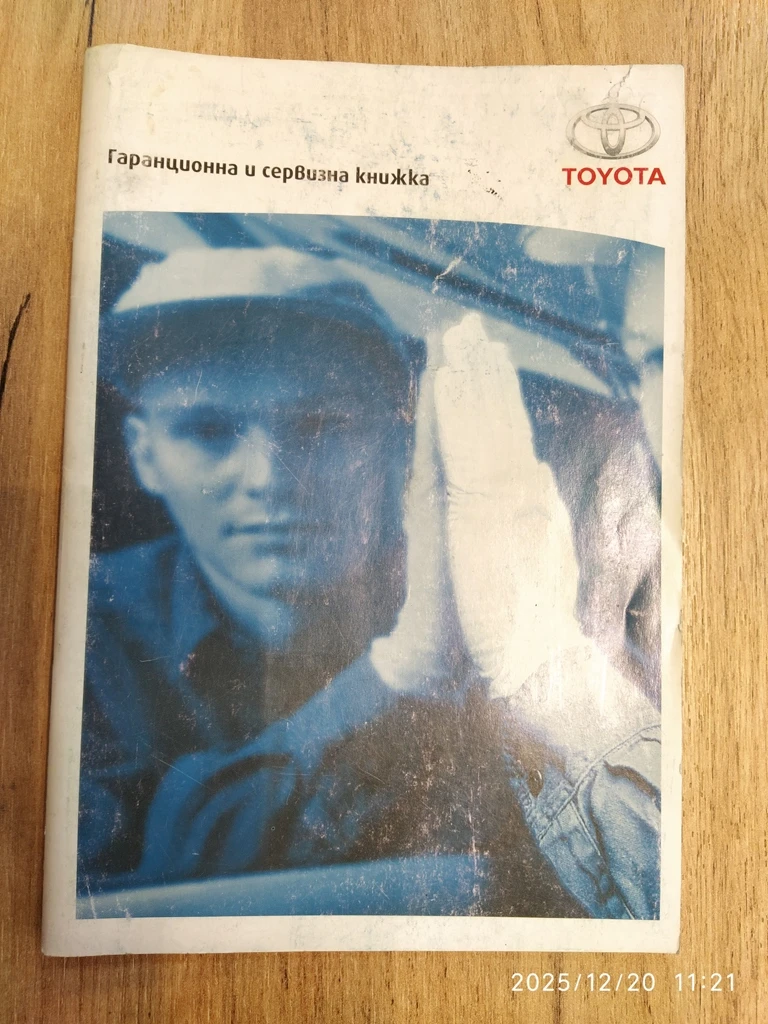 Гаранционна и сервизна книжка
TOYOTA
2025/12/20 11:21